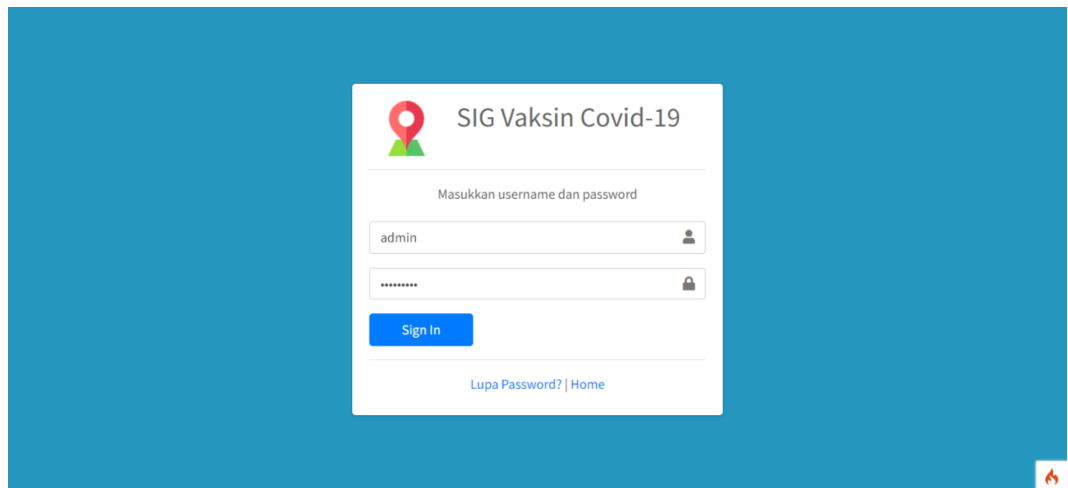 SIG Vaksin Covid-19
Masukkan username dan password
admin
•••••••••
Sign In
Lupa Password? | Home